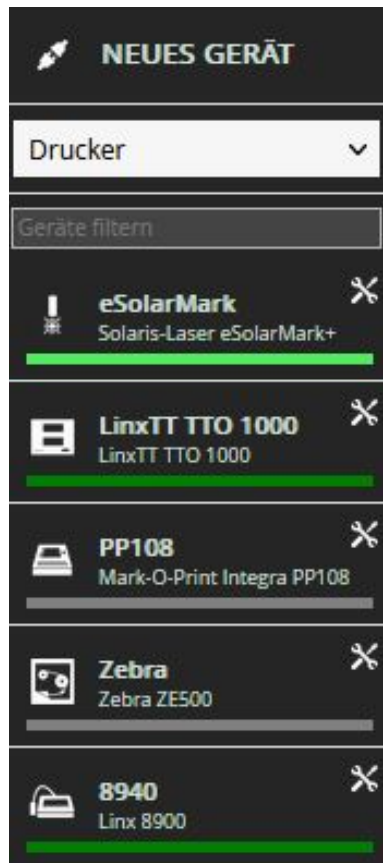 NEUES GERÄT
Drucker
Geräte filtern
eSolarMark
Solaris-Laser eSolarMark+
LinxTT TTO 1000
LinxTT TTO 1000
PP108
Mark-O-Print Integra PP108
Zebra
Zebra ZE500
8940
Linx 8900